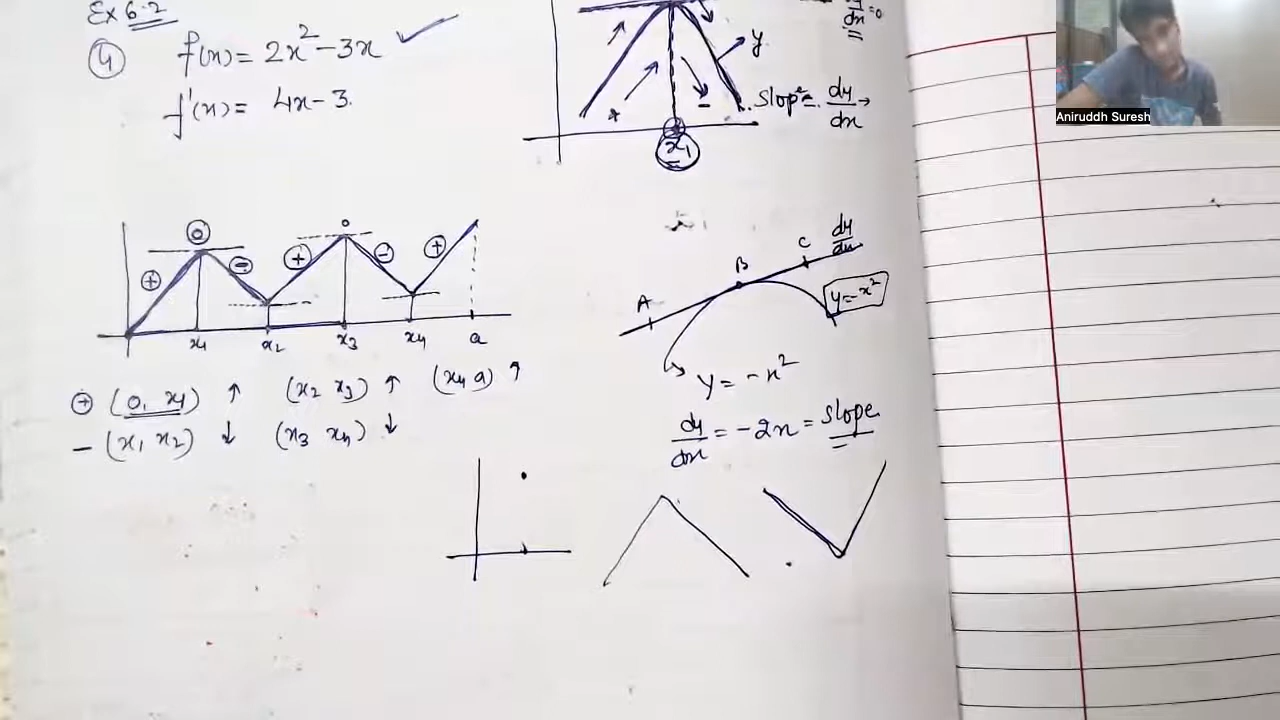 Ex 6.2
④ f(x) = 2x² - 3x
f'(x) = 4x - 3.
dy/dx = 0
y
+
-
slope = dy/dx →
x₁
Aniruddh Suresh
+ 0 - + 0 - +
x₁ x₂ x₃ x₄ a
⊕ (0, x₁) ↑ (x₂ x₃) ↑ (x₄ a) ↑
- (x₁ x₂) ↓ (x₃ x₄) ↓
A B C dy/dx
y = -x²
y = -x²
dy/dx = -2x = slope